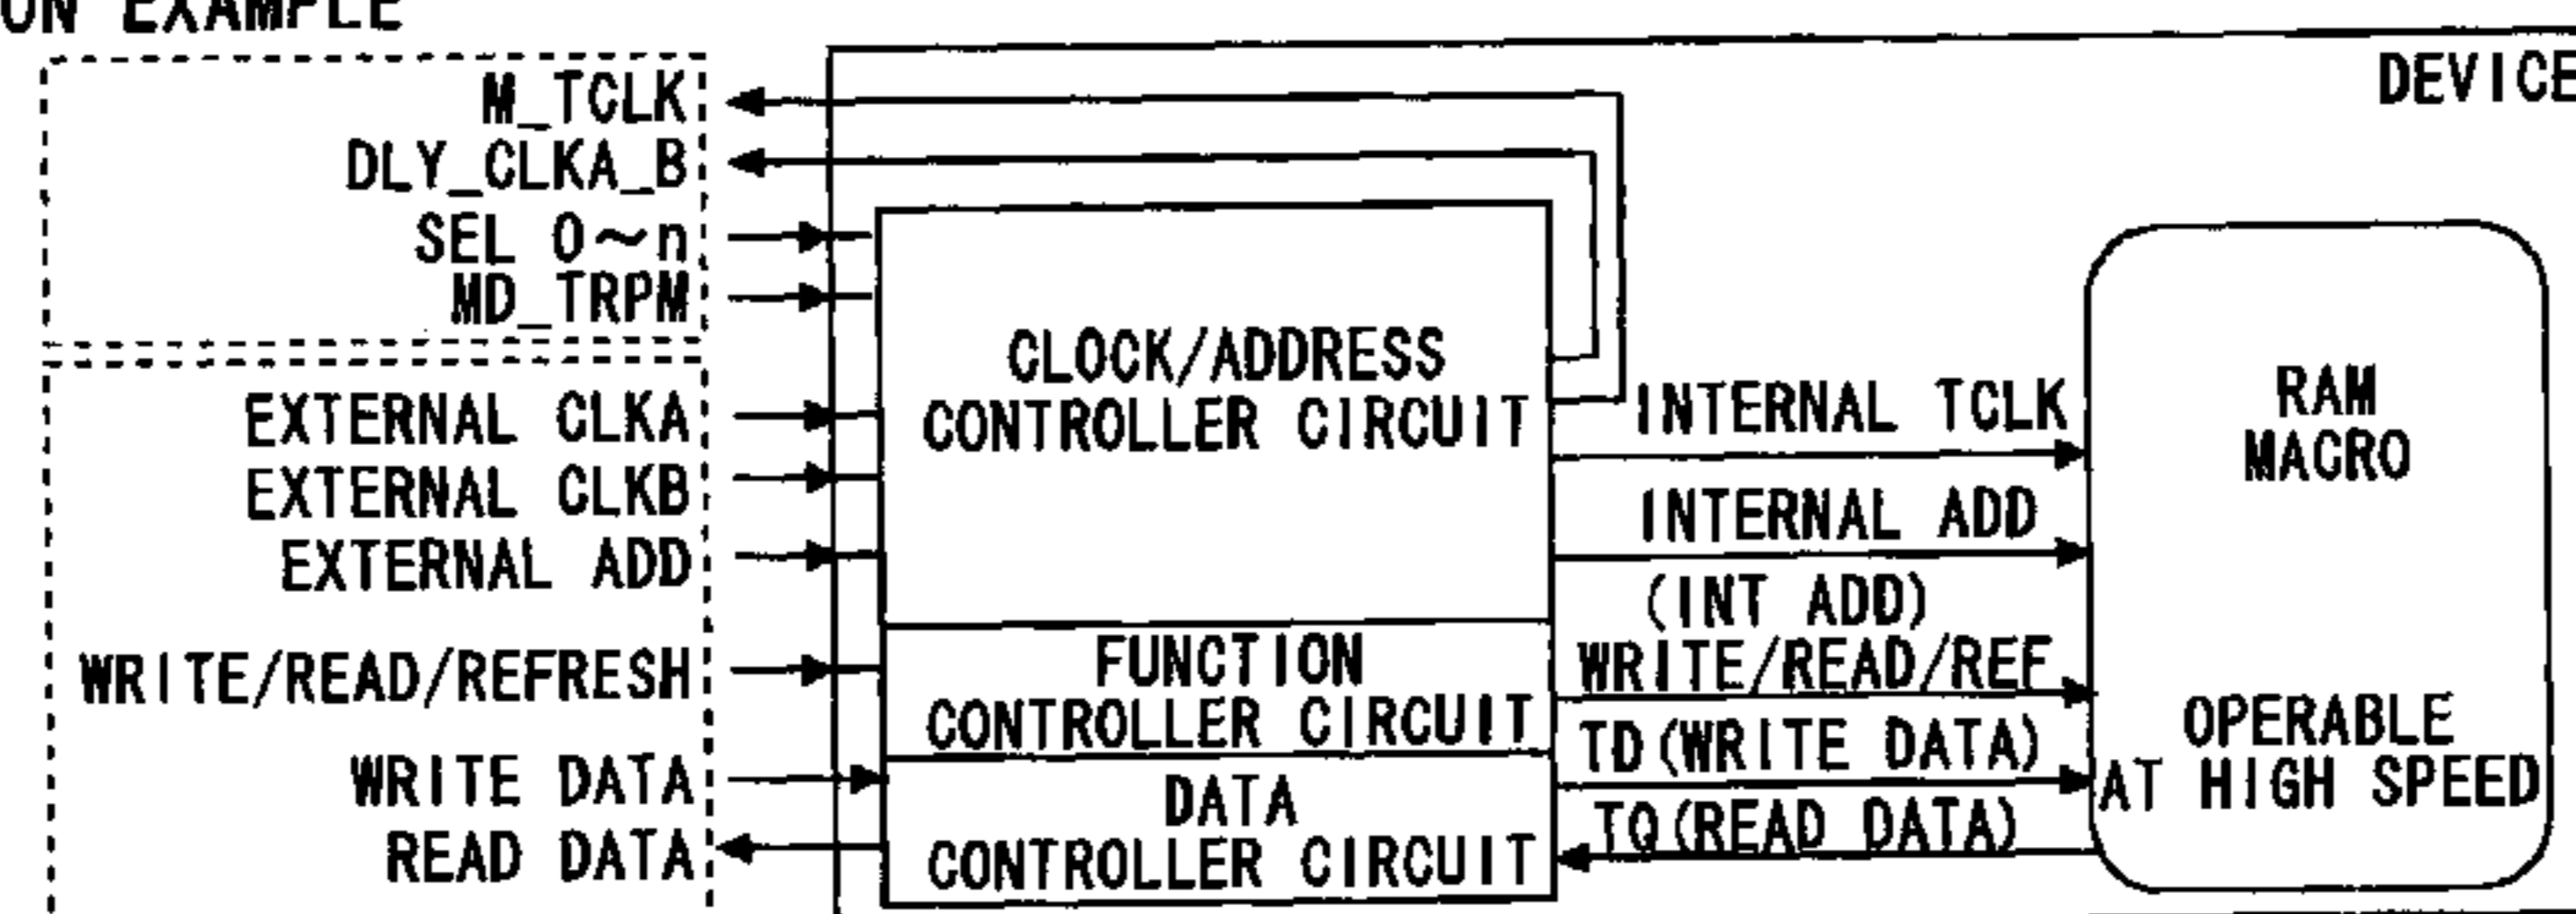 ON EXAMPLE
DEVICE
M_TCLK
DLY_CLKA_B
SEL 0~n
MD_TRPM
EXTERNAL CLKA
EXTERNAL CLKB
EXTERNAL ADD
WRITE/READ/REFRESH
WRITE DATA
READ DATA
CLOCK/ADDRESS
CONTROLLER CIRCUIT
FUNCTION
CONTROLLER CIRCUIT
DATA
CONTROLLER CIRCUIT
INTERNAL TCLK
INTERNAL ADD
(INT ADD)
WRITE/READ/REF
TD(WRITE DATA)
TQ(READ DATA)
RAM
MACRO
OPERABLE
AT HIGH SPEED